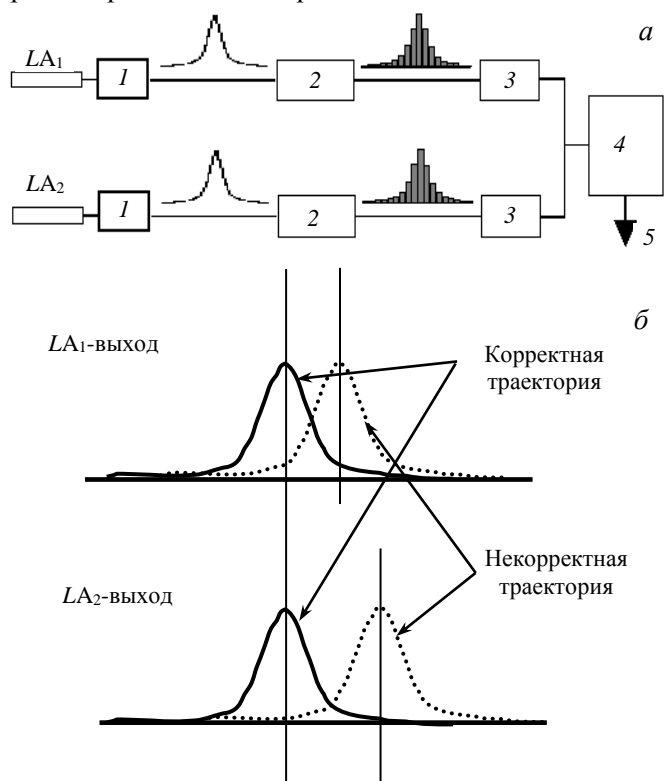 а
LA₁
1
2
3
4
LA₂
1
2
3
5
б
LA₁-выход
Корректная
траектория
Некорректная
траектория
LA₂-выход